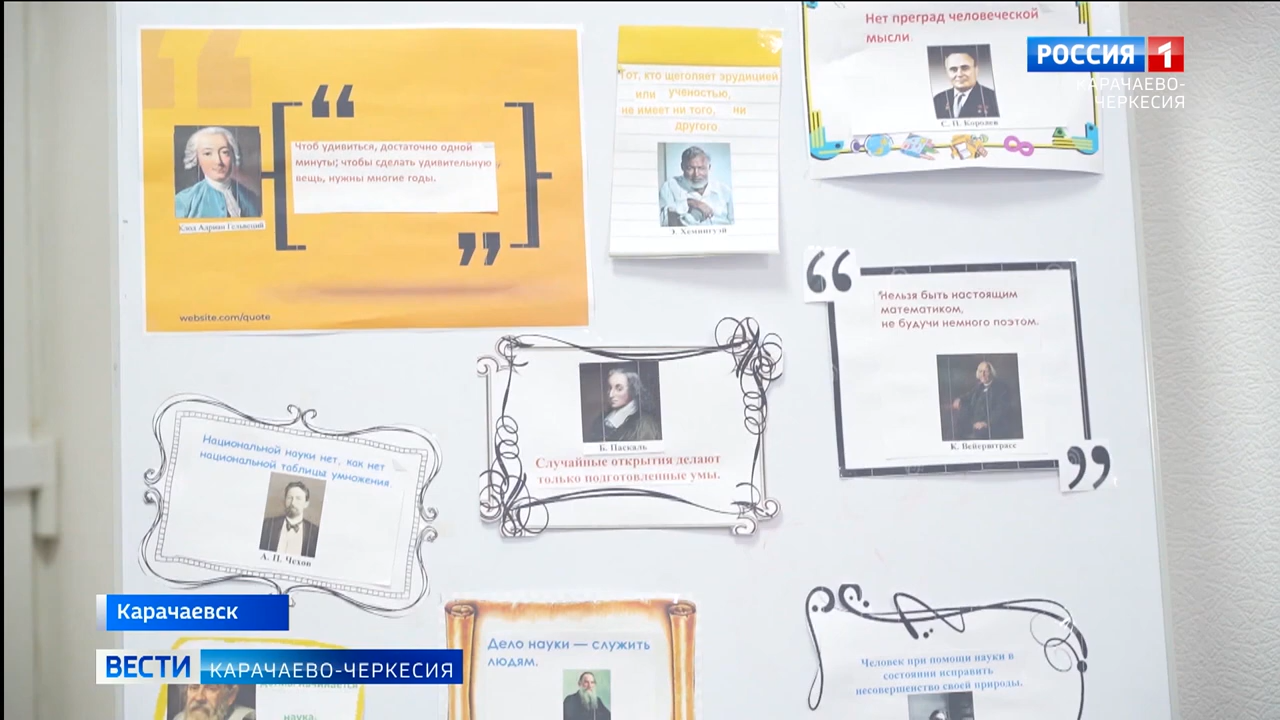 Чтоб удивиться, достаточно одной
минуты; чтобы сделать удивительную
вещь, нужны многие годы.
Клод Адриан Гельвеций
website.com/quote
Тот, кто щеголяет эрудицией
или ученостью,
не имеет ни того, ни
другого
Э. Хемингуэй
Нет преград человеческой
мысли.
С. П. Королев
РОССИЯ 1
КАРАЧАЕВО-
ЧЕРКЕСИЯ
Нельзя быть настоящим
математиком,
не будучи немного поэтом.
К. Вейерштрасс
Б. Паскаль
Случайные открытия делают
только подготовленные умы.
Национальной науки нет, как нет
национальной таблицы умножения.
А. П. Чехов
Дело науки — служить
людям.
Человек при помощи науки в
состоянии исправить
несовершенство своей природы.
начинается
наука.
Карачаевск
ВЕСТИ КАРАЧАЕВО-ЧЕРКЕСИЯ